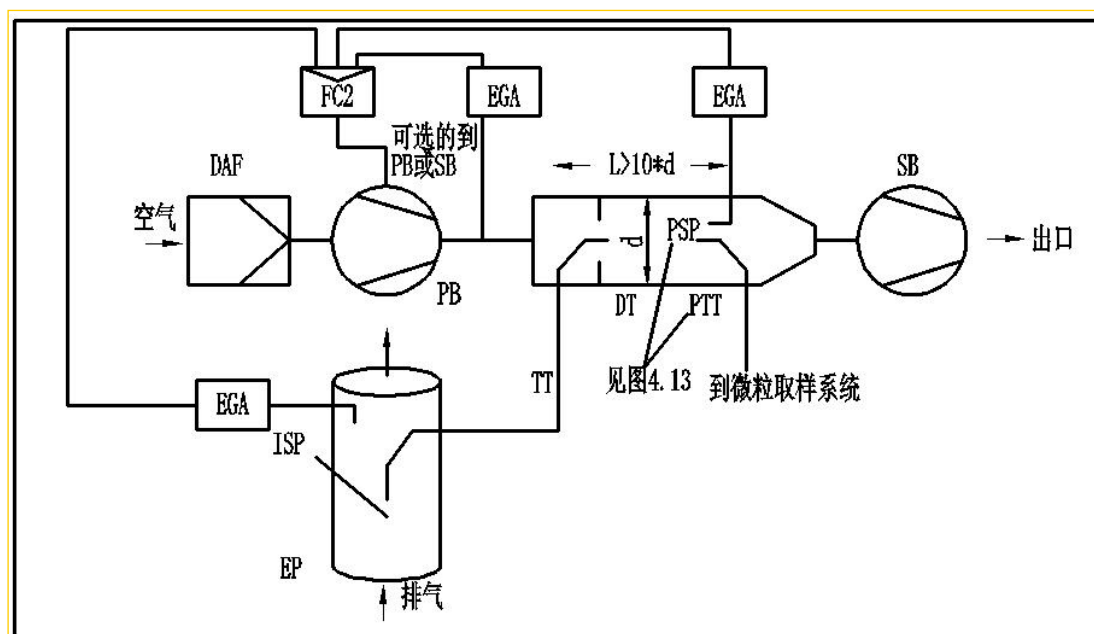 FC2
EGA
EGA
可选的到
PB或SB
DAF
L>10*d
SB
空气
d
PSP
出口
PB
DT
PTT
TT
见图4.13
到微粒取样系统
EGA
ISP
EP
排气